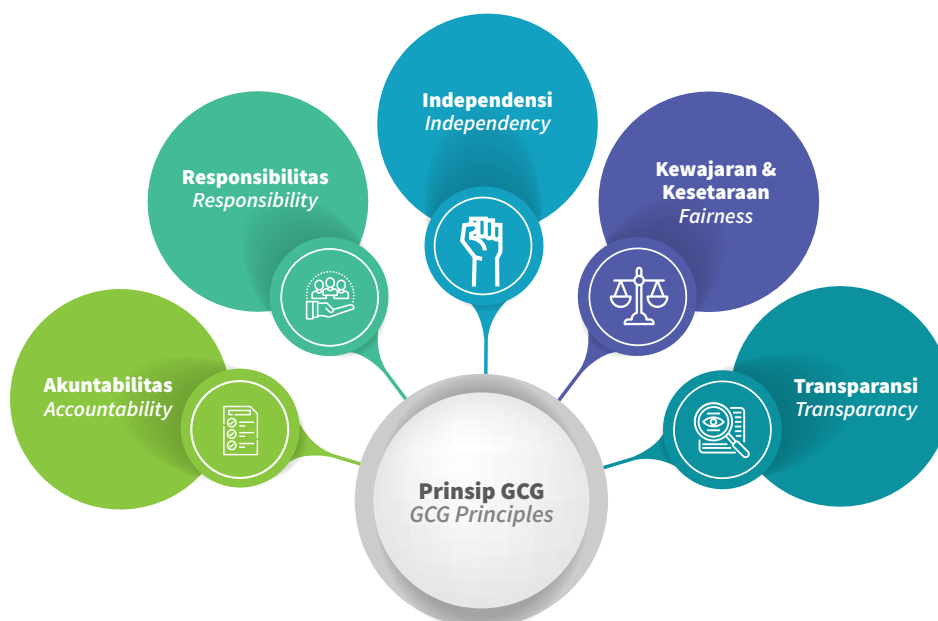 Independensi
Independency
Responsibilitas
Responsibility
Kewajaran &
Kesetaraan
Fairness
Akuntabilitas
Accountability
Transparansi
Transparancy
Prinsip GCG
GCG Principles